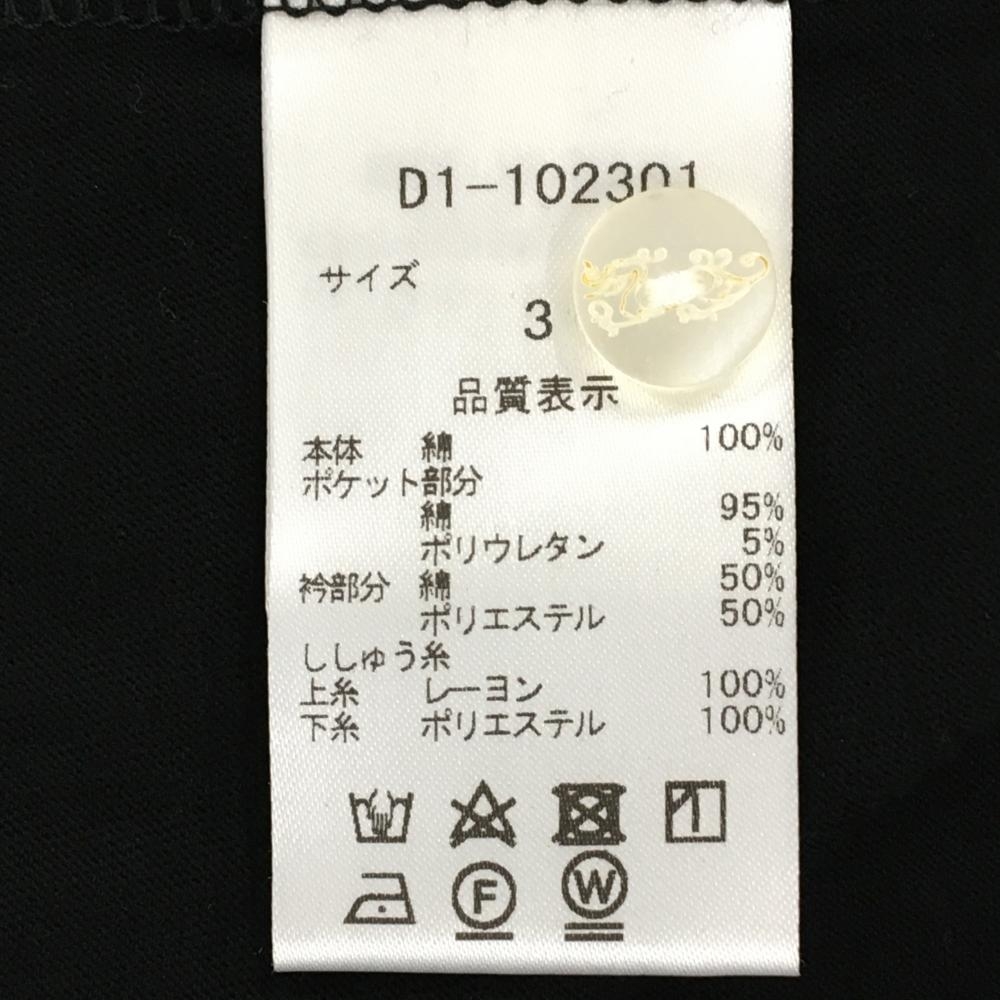 D1-102301
サイズ
3
品質表示
本体 綿 100%
ポケット部分
綿 95%
ポリウレタン 5%
衿部分 綿 50%
ポリエステル 50%
ししゅう糸
上糸 レーヨン 100%
下糸 ポリエステル 100%
F W